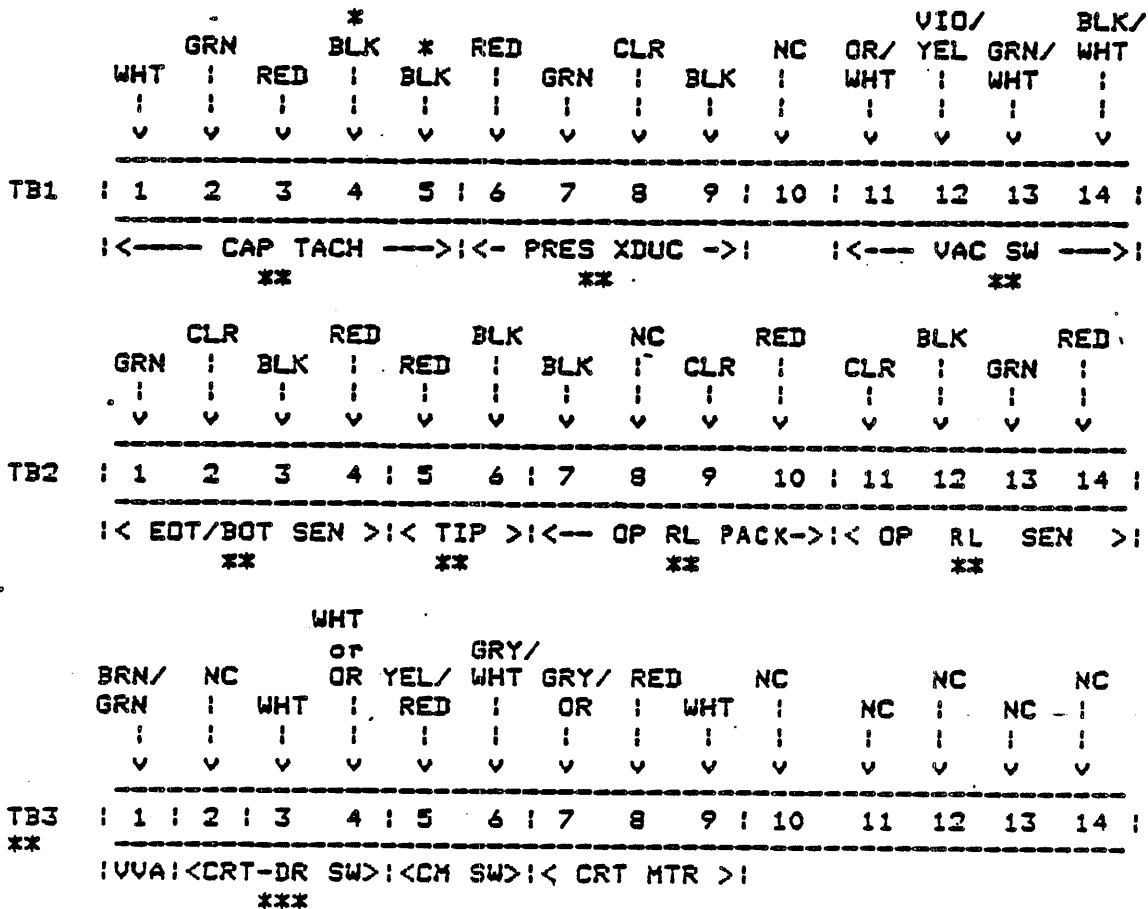 *                                        VIO/        BLK/
            GRN        BLK   *   RED        CLR        NC   OR/  YEL  GRN/  WHT
      WHT    ¦   RED    ¦   BLK   ¦   GRN    ¦   BLK    ¦   WHT   ¦   WHT    ¦
       ¦     ¦    ¦     ¦    ¦    ¦    ¦     ¦    ¦     ¦    ¦    ¦    ¦     ¦
       v     v    v     v    v    v    v     v    v     v    v    v    v     v
TB1  ¦ 1     2    3     4    5 ¦  6    7     8    9 ¦  10 ¦ 11   12   13    14 ¦
     ¦<---- CAP TACH --->¦<- PRES XDUC ->¦     ¦<--- VAC SW --->¦
               **                **                    **
            CLR        RED       BLK        NC        RED        BLK        RED
      GRN    ¦   BLK    ¦   RED   ¦   BLK    ¦   CLR    ¦   CLR   ¦   GRN    ¦
       ¦     ¦    ¦     ¦    ¦    ¦    ¦     ¦    ¦     ¦    ¦    ¦    ¦     ¦
       v     v    v     v    v    v    v     v    v     v    v    v    v     v
TB2  ¦ 1     2    3     4 ¦  5    6 ¦  7     8    9    10 ¦ 11   12   13    14 ¦
     ¦< EOT/BOT SEN >¦< TIP >¦<-- OP RL PACK->¦< OP RL SEN >¦
             **          **          **              **
                       WHT
                       or        GRY/
      BRN/  NC         OR  YEL/  WHT  GRY/  RED        NC         NC         NC
      GRN    ¦   WHT    ¦   RED   ¦    OR    ¦   WHT    ¦   NC    ¦   NC     ¦
       ¦     ¦    ¦     ¦    ¦    ¦    ¦     ¦    ¦     ¦    ¦    ¦    ¦     ¦
       v     v    v     v    v    v    v     v    v     v    v    v    v     v
TB3  ¦ 1 ¦   2 ¦  3     4 ¦  5    6 ¦  7     8    9 ¦  10   11   12   13    14 ¦
**
     ¦VVA¦<CRT-DR SW>¦<CM SW>¦< CRT MTR >¦
             ***